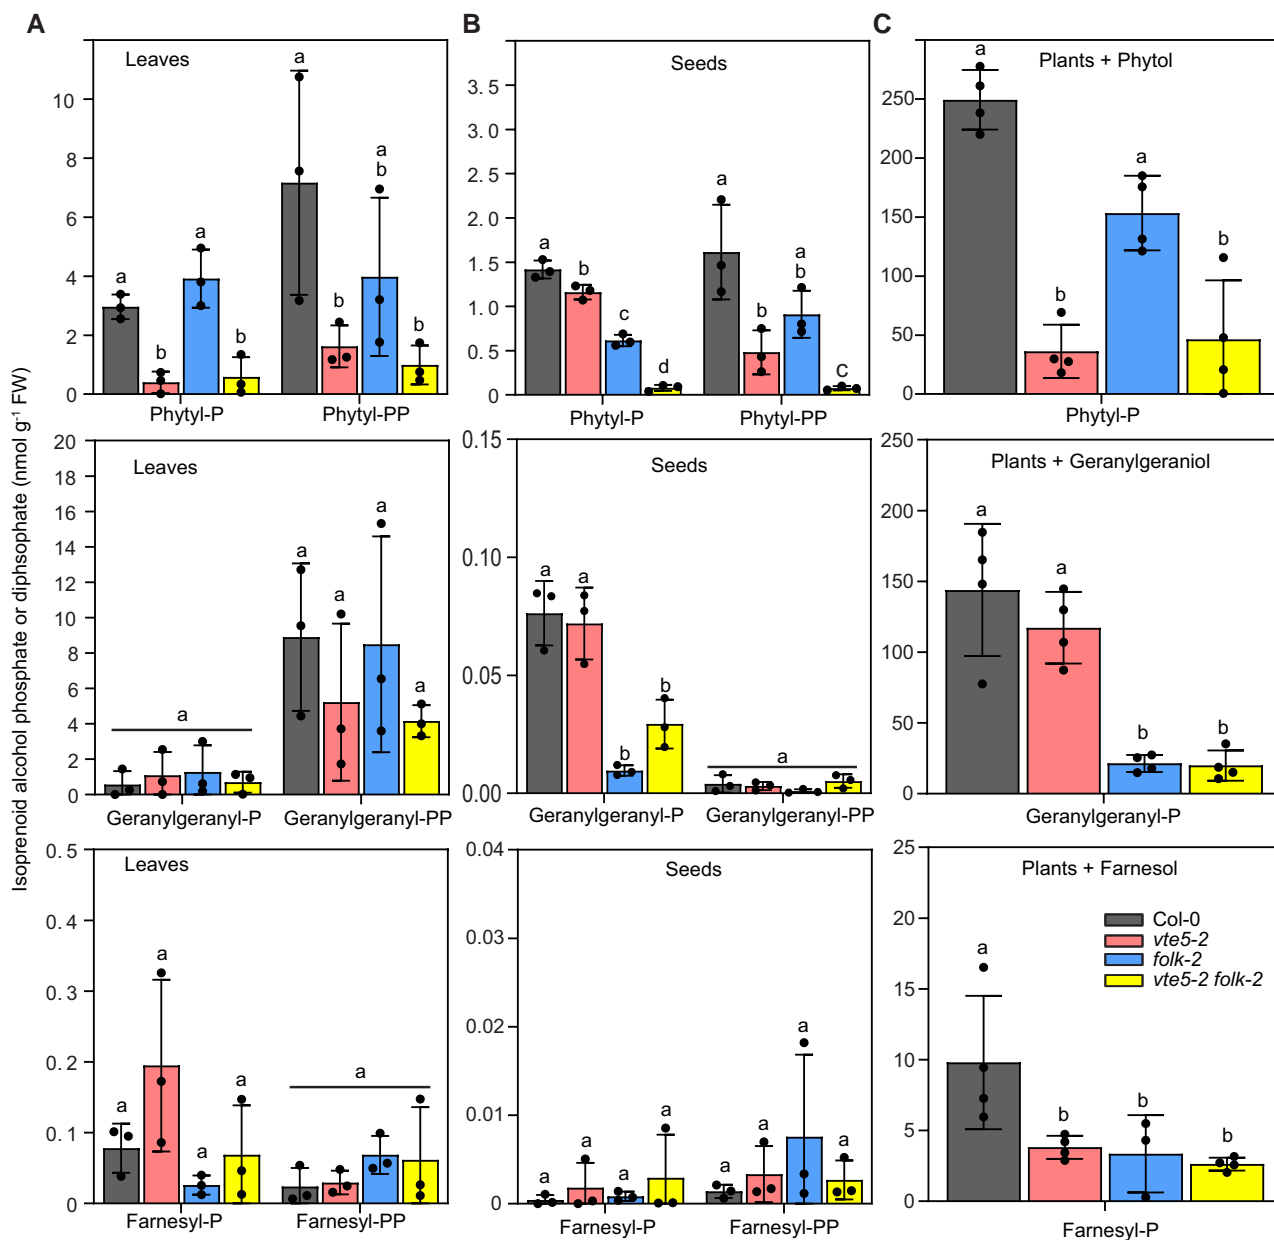 A
B
C
Isoprenoid alcohol phosphate or diphsophate (nmol g⁻¹ FW)
Leaves
10
8
6
4
2
0
a
b
a
b
a
b
a
b
b
Phytyl-P
Phytyl-PP
Seeds
3.5
3.0
2.5
2.0
1.5
1.0
0.5
0
a
b
c
d
a
b
a
b
c
Phytyl-P
Phytyl-PP
Plants + Phytol
250
200
150
100
50
0
a
b
a
b
Phytyl-P
Leaves
20
18
16
14
12
10
8
6
4
2
0
a
a
a
a
a
Geranylgeranyl-P
Geranylgeranyl-PP
Seeds
0.15
0.10
0.05
0.00
a
a
b
b
a
Geranylgeranyl-P
Geranylgeranyl-PP
Plants + Geranylgeraniol
250
200
150
100
50
0
a
a
b
b
Geranylgeranyl-P
Leaves
0.5
0.4
0.3
0.2
0.1
0
a
a
a
a
a
Farnesyl-P
Farnesyl-PP
Seeds
0.04
0.03
0.02
0.01
0
a
a
a
a
a
a
a
a
Farnesyl-P
Farnesyl-PP
Plants + Farnesol
25
20
15
10
5
0
a
b
b
b
Col-0
vte5-2
folk-2
vte5-2 folk-2
Farnesyl-P